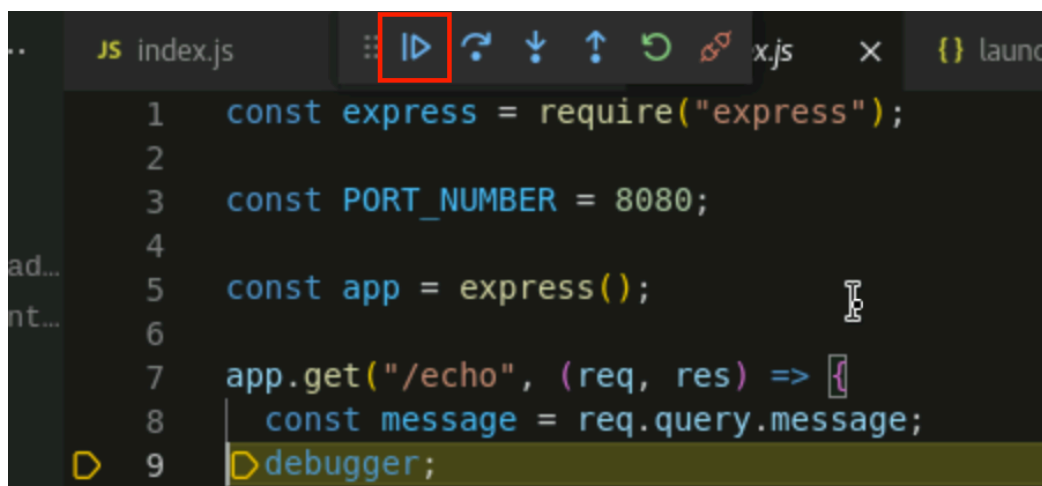 JS index.js ex.js {} launc
1 const express = require("express");
2
3 const PORT_NUMBER = 8080;
4
5 const app = express();
6
7 app.get("/echo", (req, res) => {
8 const message = req.query.message;
9 debugger;
ad…
nt…